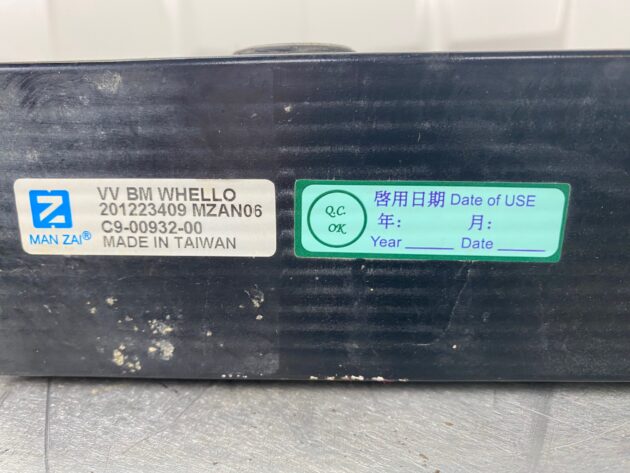 VV BM WHELLO
201223409 MZAN06
C9-00932-00
MADE IN TAIWAN
MAN ZAI®
Q.C.
OK
啓用日期 Date of USE
年: 月:
Year ______ Date ______